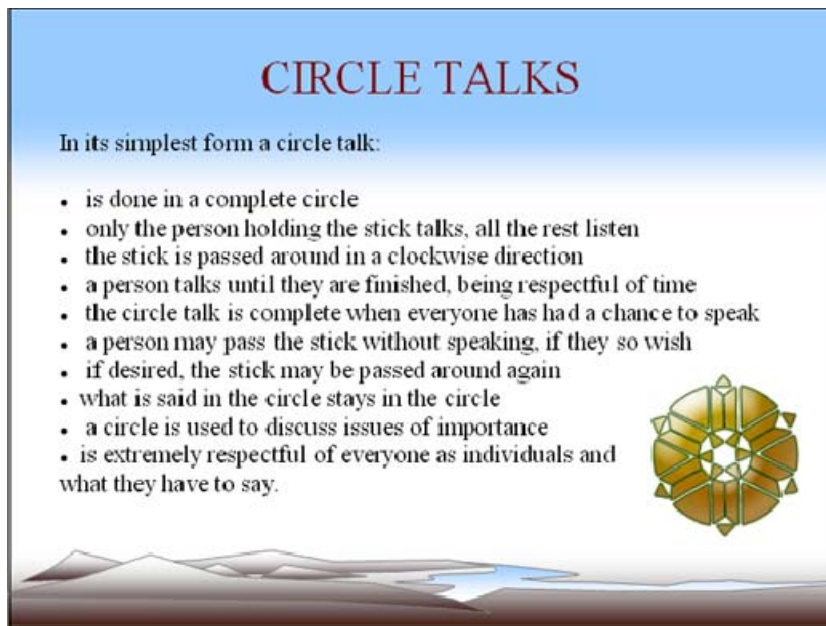 CIRCLE TALKS
In its simplest form a circle talk:
• is done in a complete circle
• only the person holding the stick talks, all the rest listen
• the stick is passed around in a clockwise direction
• a person talks until they are finished, being respectful of time
• the circle talk is complete when everyone has had a chance to speak
• a person may pass the stick without speaking, if they so wish
• if desired, the stick may be passed around again
• what is said in the circle stays in the circle
• a circle is used to discuss issues of importance
• is extremely respectful of everyone as individuals and
what they have to say.